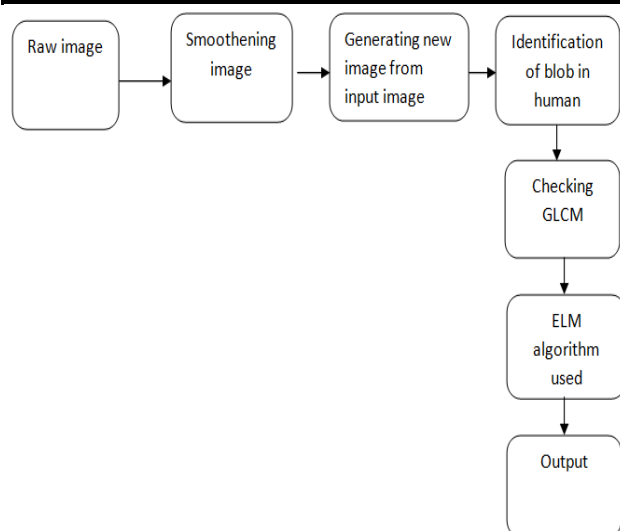 Raw image
Smoothening
image
Generating new
image from
input image
Identification
of blob in
human
Checking
GLCM
ELM
algorithm
used
Output